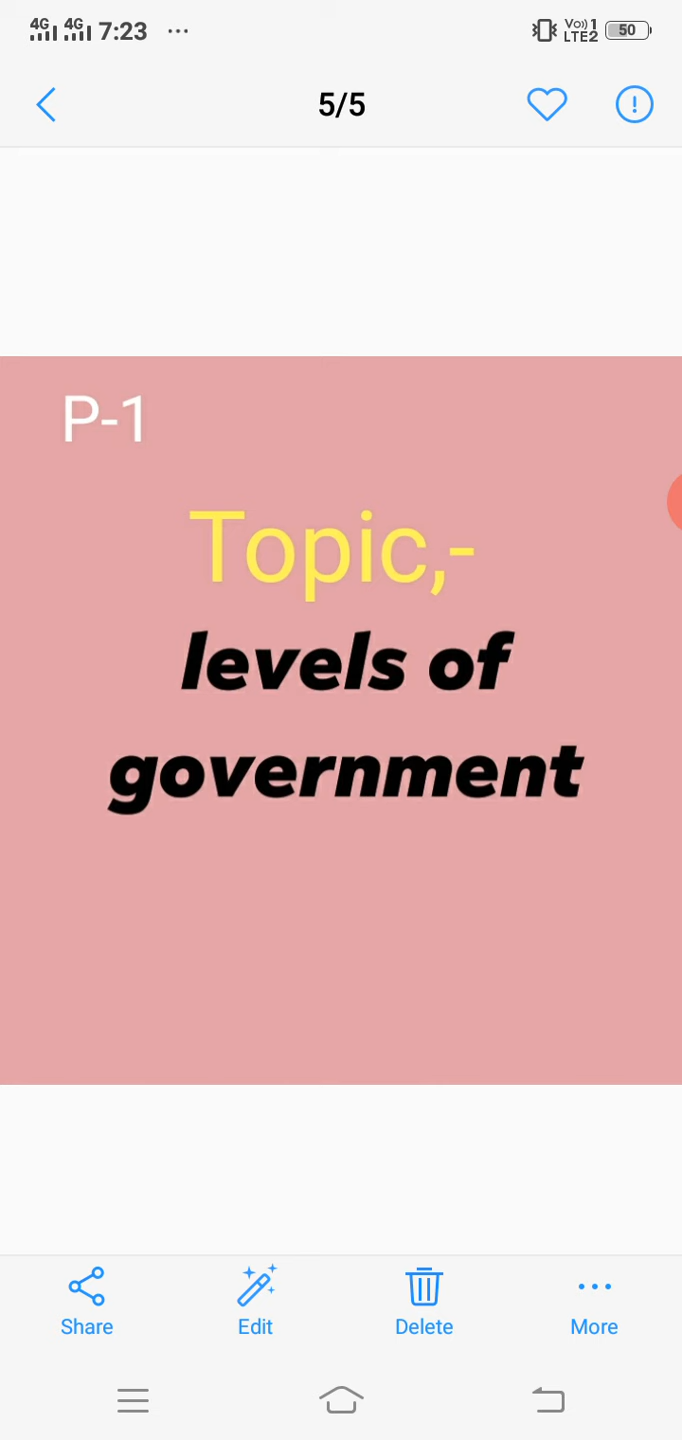 4G 4G 7:23 ...
Vo)) 1
LTE2
50
5/5
P-1
Topic,-
levels of
government
Share Edit Delete More